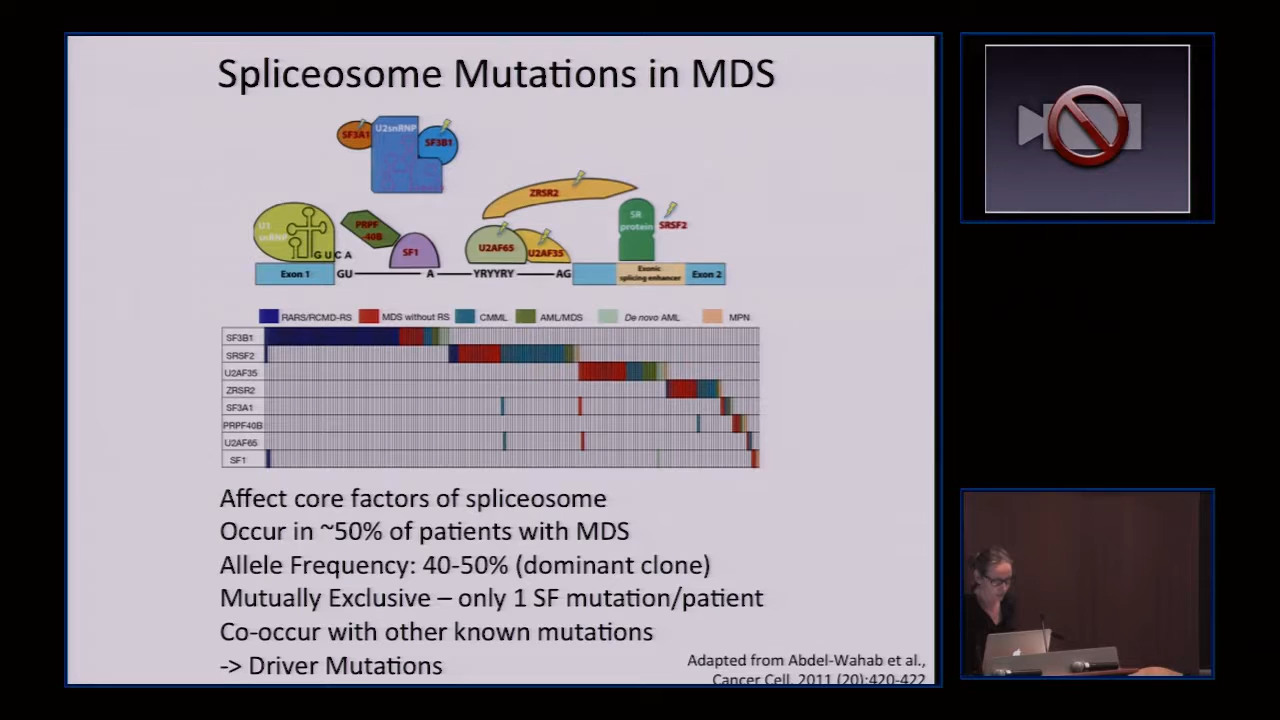 Spliceosome Mutations in MDS
SF3A1
U2snRNP
SF3B1
ZRSR2
U1
snRNP
PRPF
40B
SF1
U2AF65
U2AF35
SR
protein
SRSF2
G U C A
Exon 1
GU
A
YRYYRY
AG
Exonic
splicing enhancer
Exon 2
RARS/RCMD-RS
MDS without RS
CMML
AML/MDS
De novo AML
MPN
SF3B1
SRSF2
U2AF35
ZRSR2
SF3A1
PRPF40B
U2AF65
SF1
Affect core factors of spliceosome
Occur in ~50% of patients with MDS
Allele Frequency: 40-50% (dominant clone)
Mutually Exclusive – only 1 SF mutation/patient
Co-occur with other known mutations
-> Driver Mutations
Adapted from Abdel-Wahab et al.,
Cancer Cell, 2011 (20):420-422